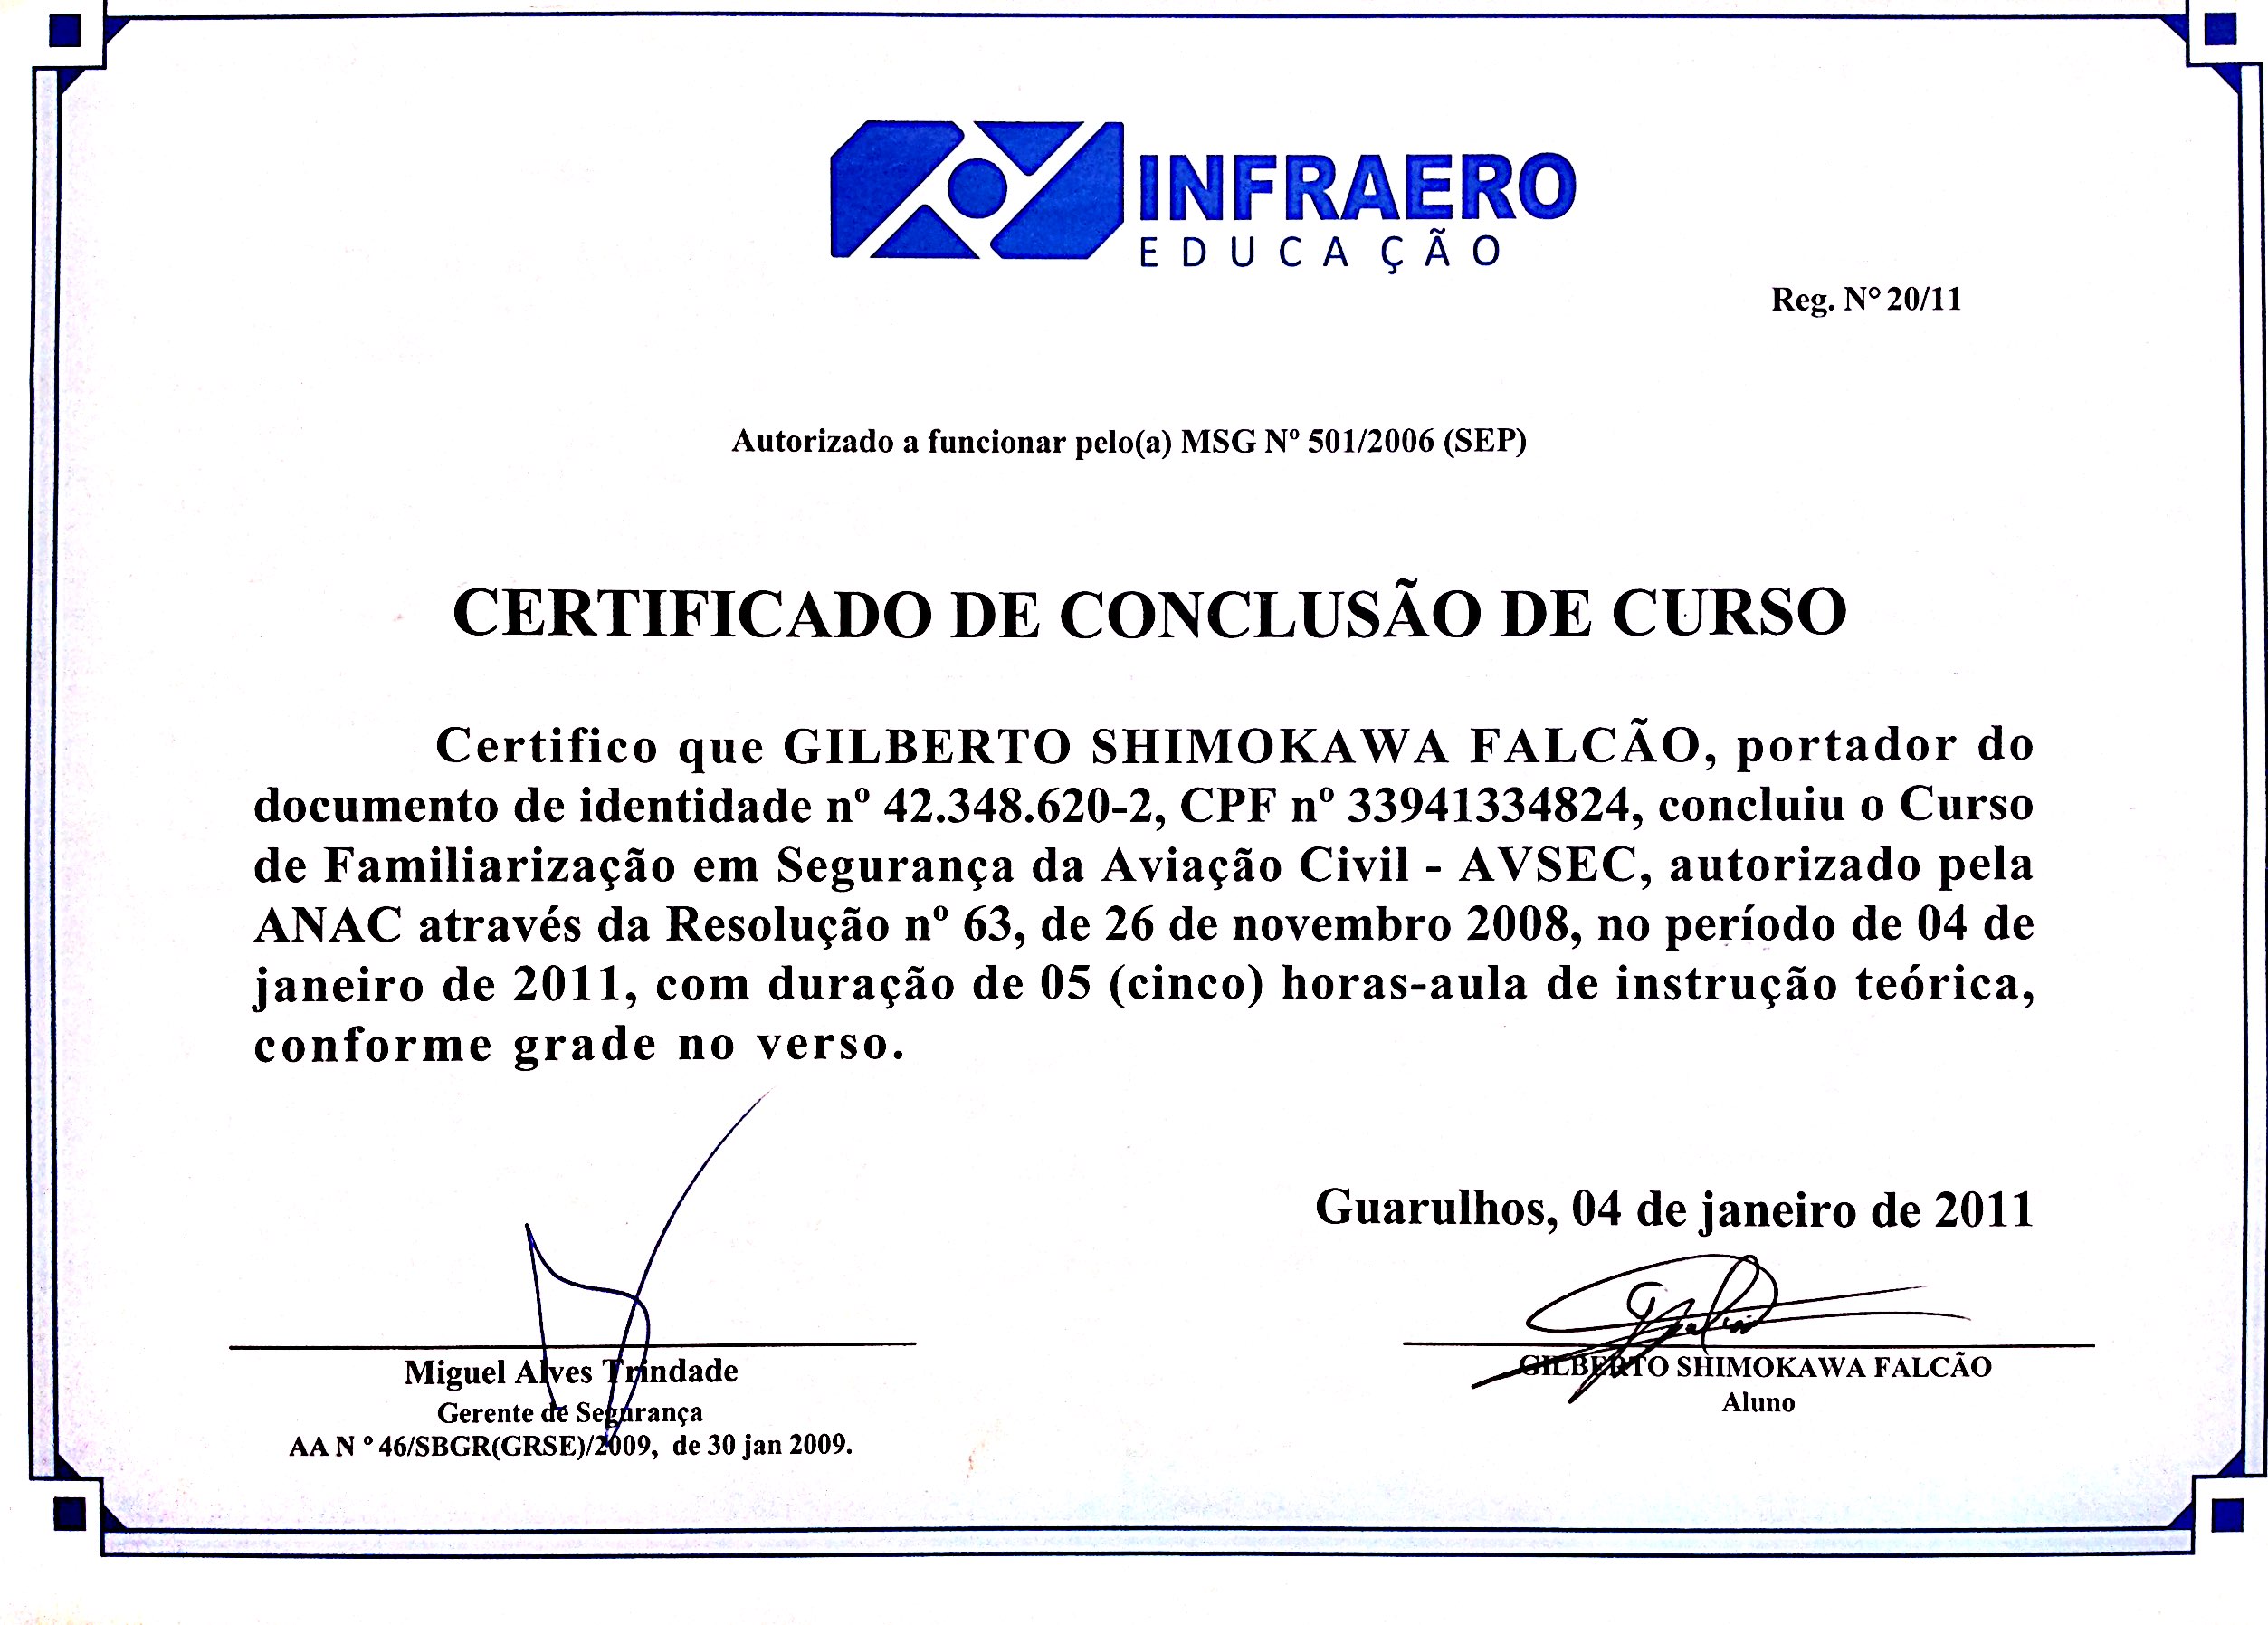 INFRAERO
EDUCAÇÃO
Reg. Nº 20/11
Autorizado a funcionar pelo(a) MSG Nº 501/2006 (SEP)
CERTIFICADO DE CONCLUSÃO DE CURSO
Certifico que GILBERTO SHIMOKAWA FALCÃO, portador do
documento de identidade nº 42.348.620-2, CPF nº 33941334824, concluiu o Curso
de Familiarização em Segurança da Aviação Civil - AVSEC, autorizado pela
ANAC através da Resolução nº 63, de 26 de novembro 2008, no período de 04 de
janeiro de 2011, com duração de 05 (cinco) horas-aula de instrução teórica,
conforme grade no verso.
Guarulhos, 04 de janeiro de 2011
Miguel Alves Trindade
Gerente de Segurança
AA N º 46/SBGR(GRSE)/2009, de 30 jan 2009.
GILBERTO SHIMOKAWA FALCÃO
Aluno